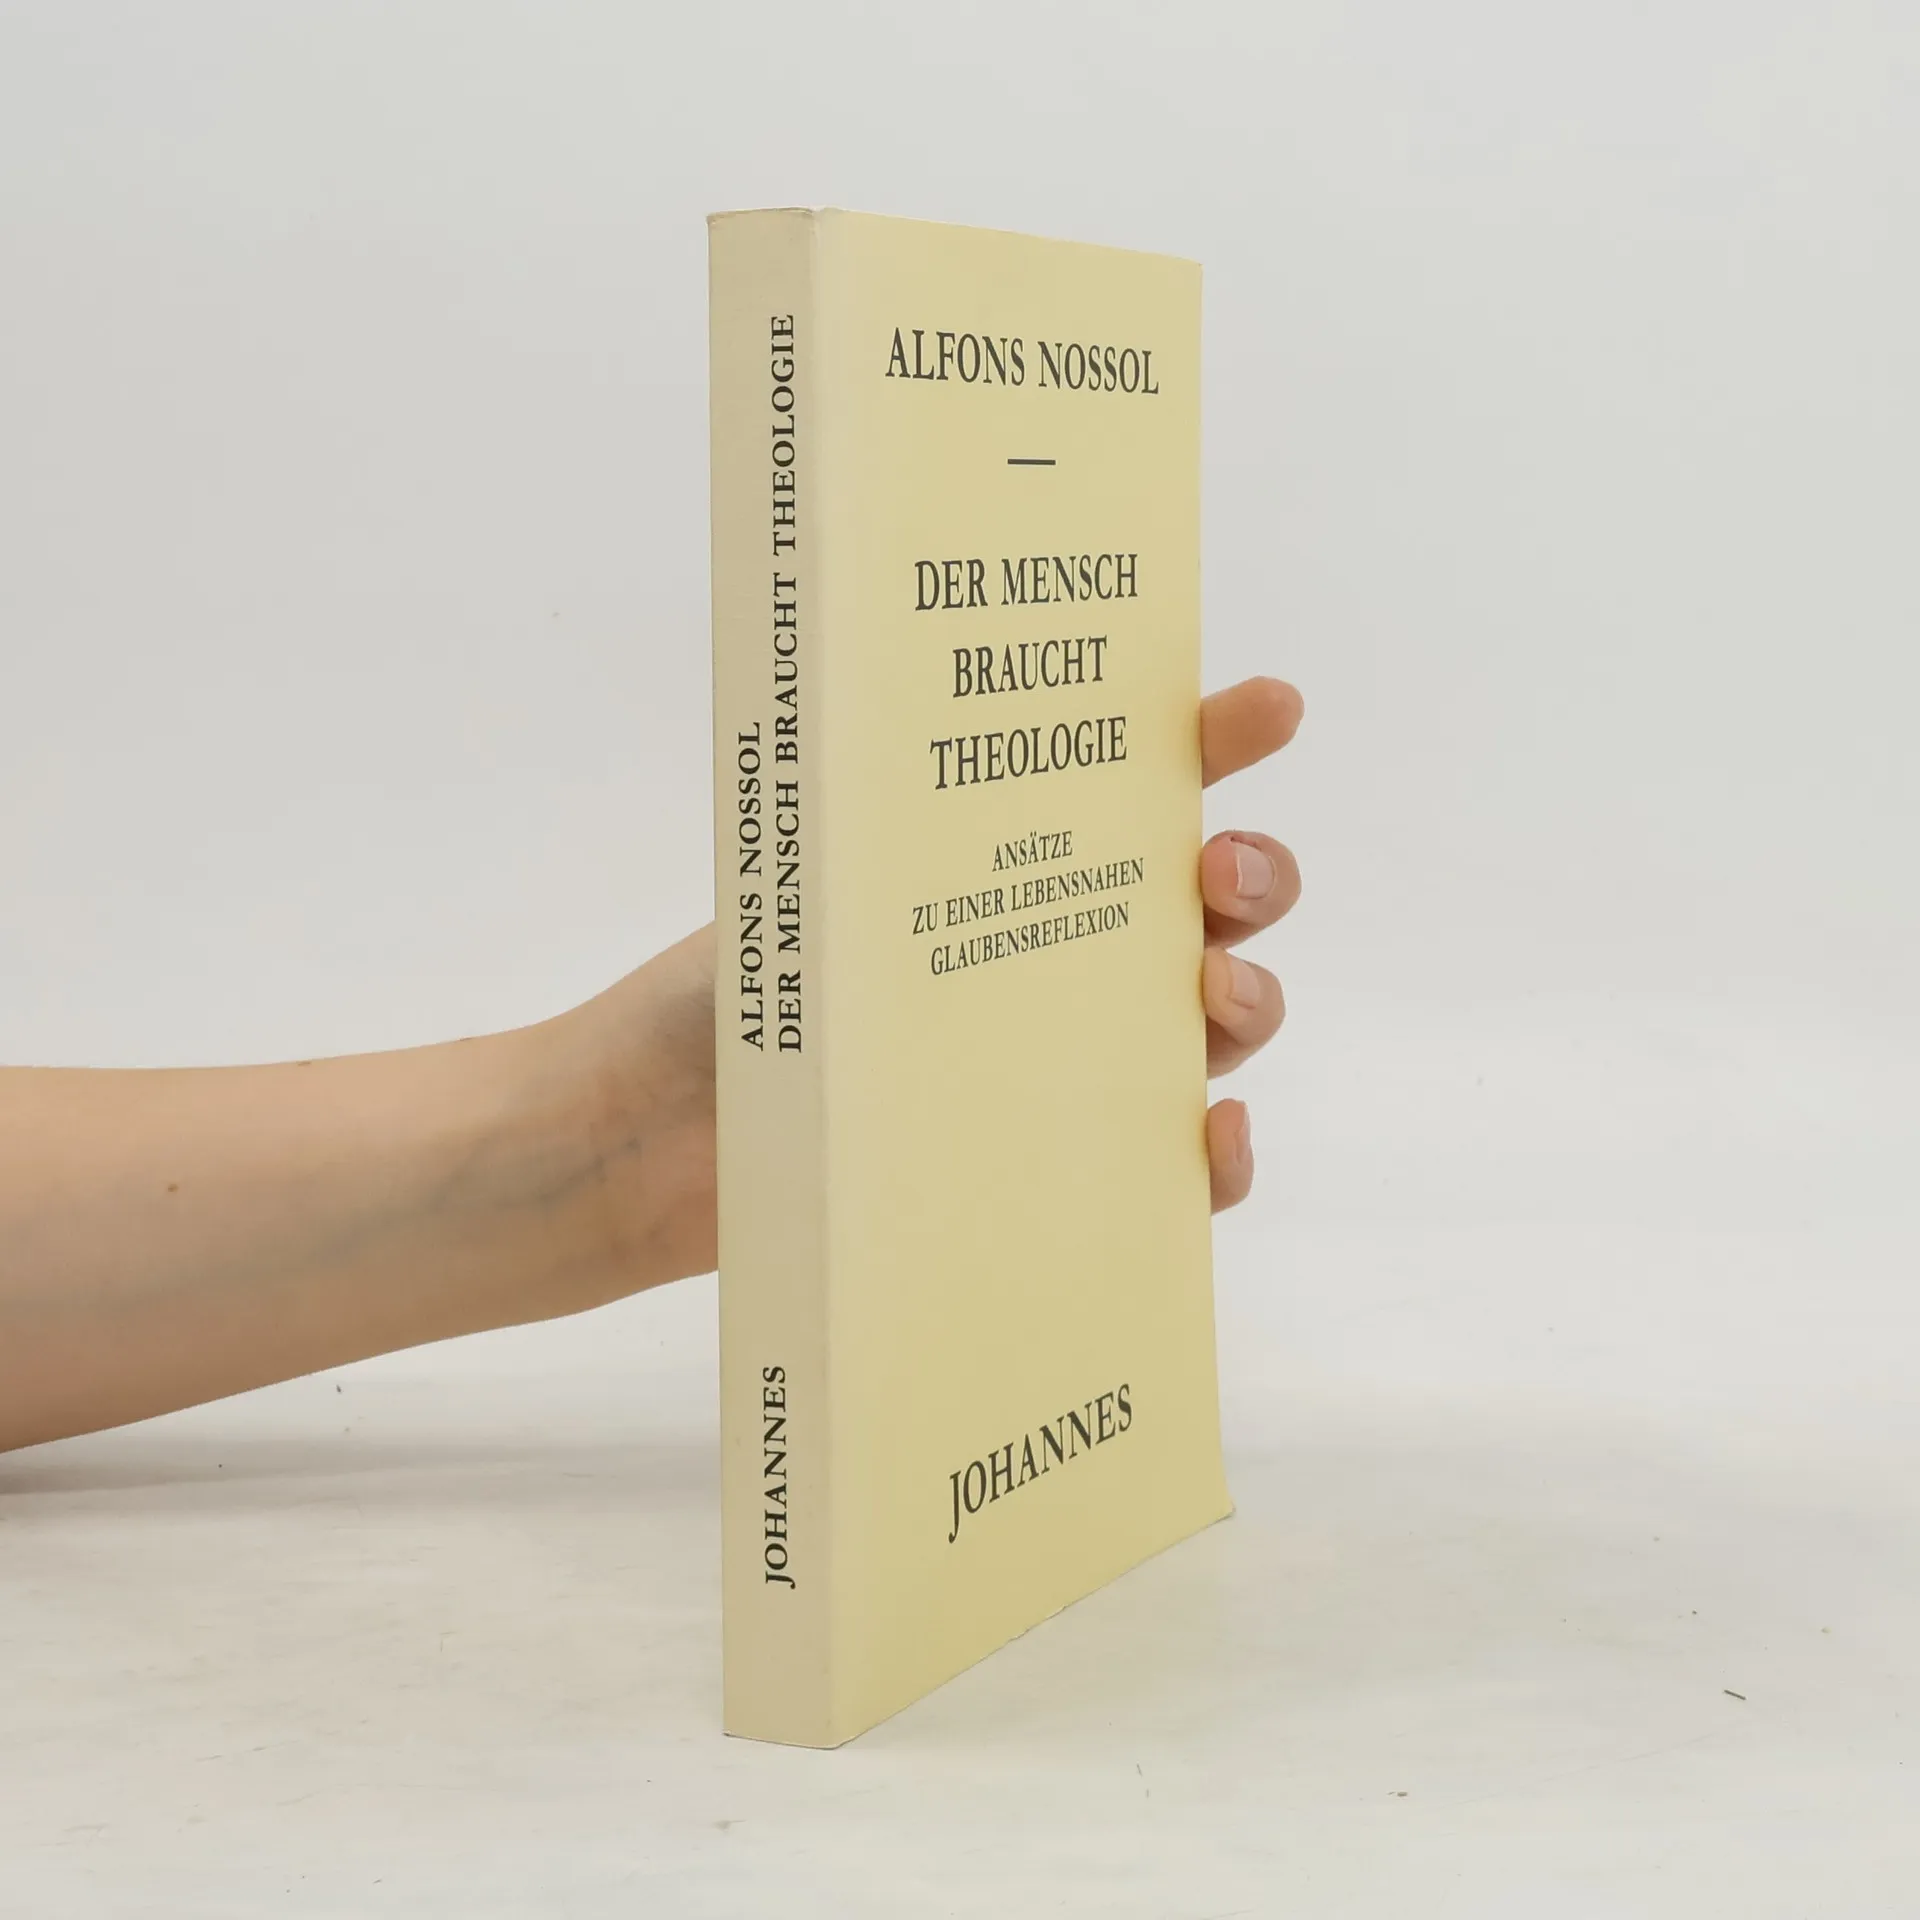 ALFONS NOSSOL
DER MENSCH BRAUCHT THEOLOGIE
JOHANNES
ALFONS NOSSOL
DER MENSCH
BRAUCHT
THEOLOGIE
ANSÄTZE
ZU EINER LEBENSNAHEN
GLAUBENSREFLEXION
JOHANNES